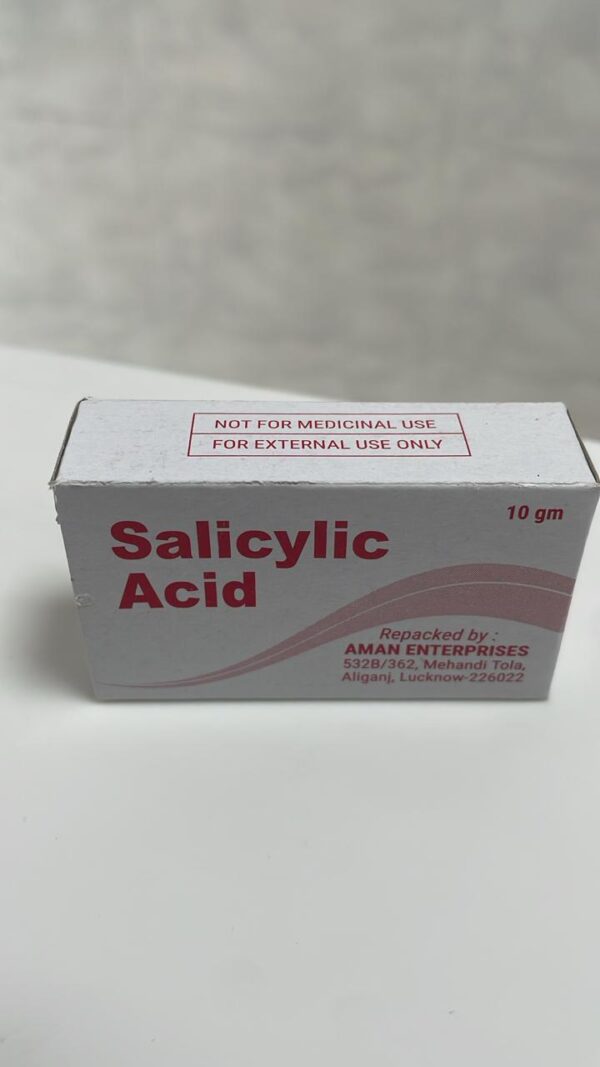 NOT FOR MEDICINAL USE
FOR EXTERNAL USE ONLY
Salicylic
Acid
10 gm
Repacked by :
AMAN ENTERPRISES
532B/362, Mehandi Tola,
Aliganj, Lucknow-226022